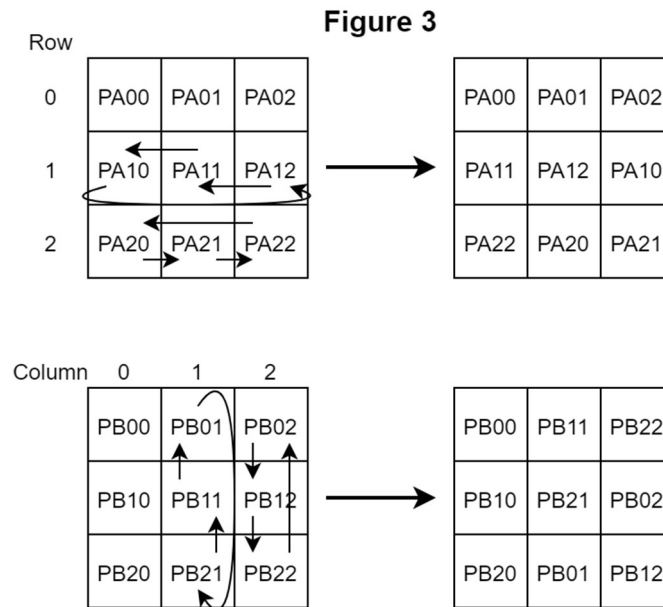 Figure 3
Row
0 PA00 PA01 PA02 PA00 PA01 PA02
1 PA10 PA11 PA12 PA11 PA12 PA10
2 PA20 PA21 PA22 PA22 PA20 PA21
Column 0 1 2
PB00 PB01 PB02 PB00 PB11 PB22
PB10 PB11 PB12 PB10 PB21 PB02
PB20 PB21 PB22 PB20 PB01 PB12